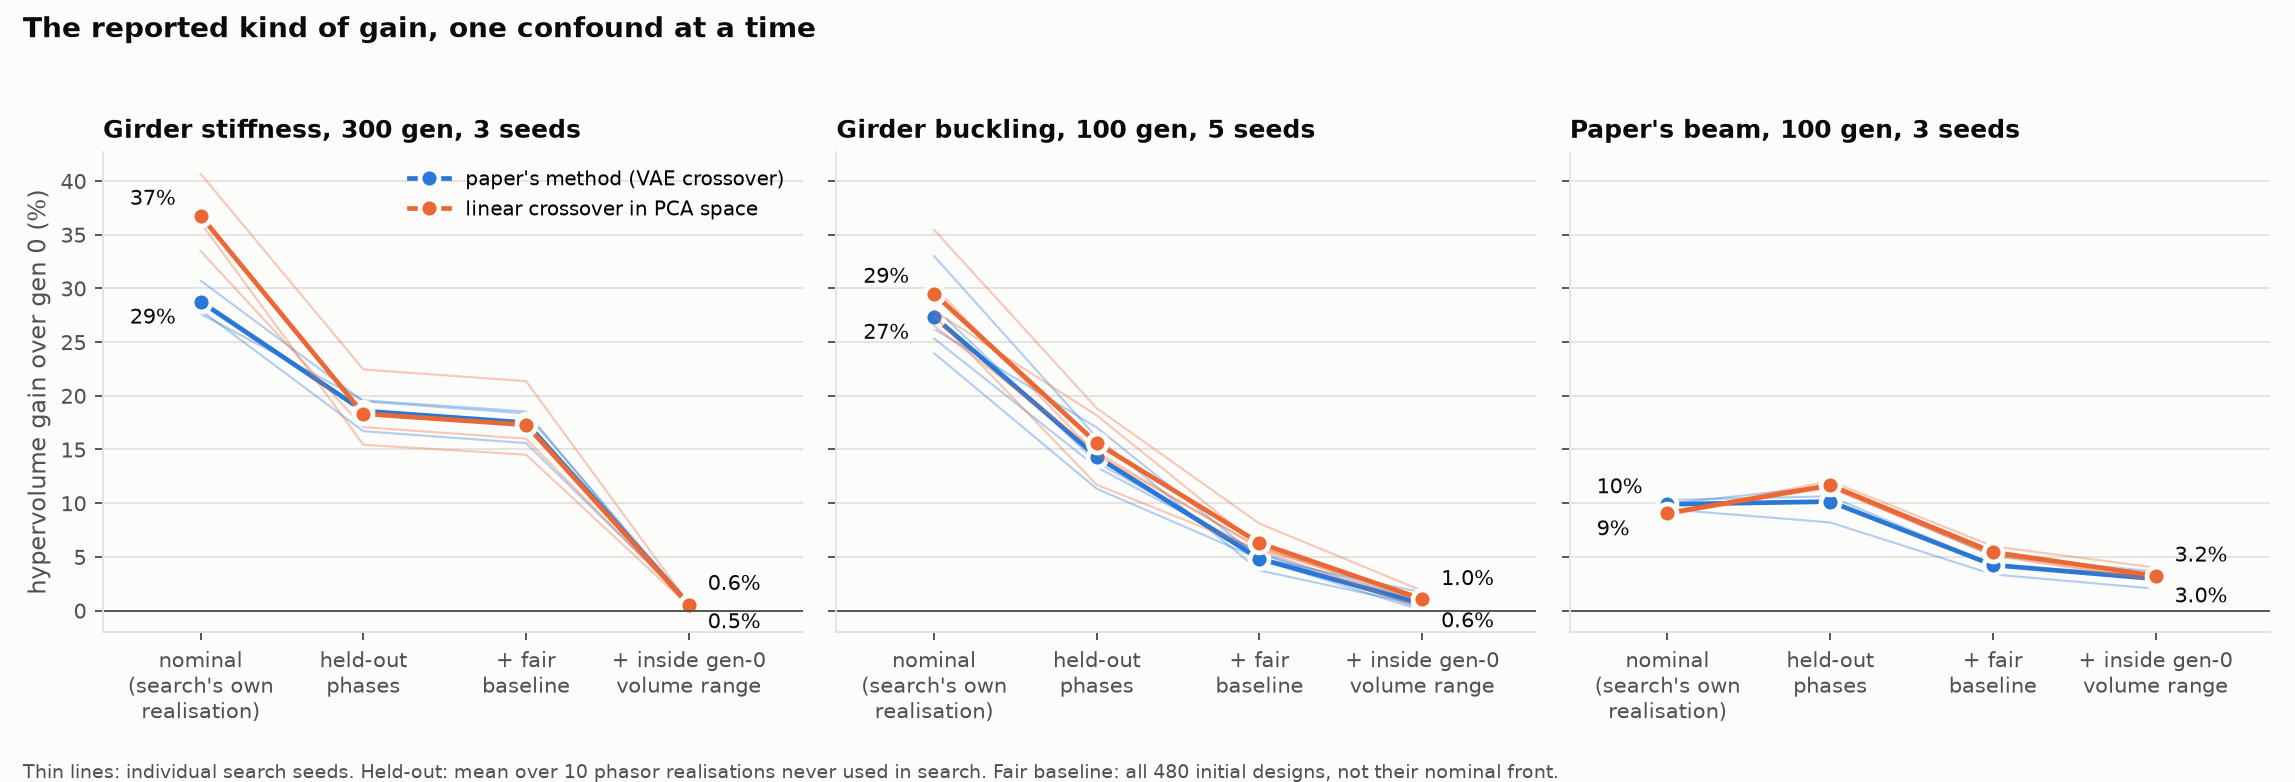 The reported kind of gain, one confound at a time
Girder stiffness, 300 gen, 3 seeds
Girder buckling, 100 gen, 5 seeds
Paper's beam, 100 gen, 3 seeds
hypervolume gain over gen 0 (%)
40
35
30
25
20
15
10
5
0
paper's method (VAE crossover)
linear crossover in PCA space
37%
29%
0.6%
0.5%
29%
27%
1.0%
0.6%
10%
9%
3.2%
3.0%
nominal
(search's own
realisation)
held-out
phases
+ fair
baseline
+ inside gen-0
volume range
nominal
(search's own
realisation)
held-out
phases
+ fair
baseline
+ inside gen-0
volume range
nominal
(search's own
realisation)
held-out
phases
+ fair
baseline
+ inside gen-0
volume range
Thin lines: individual search seeds. Held-out: mean over 10 phasor realisations never used in search. Fair baseline: all 480 initial designs, not their nominal front.